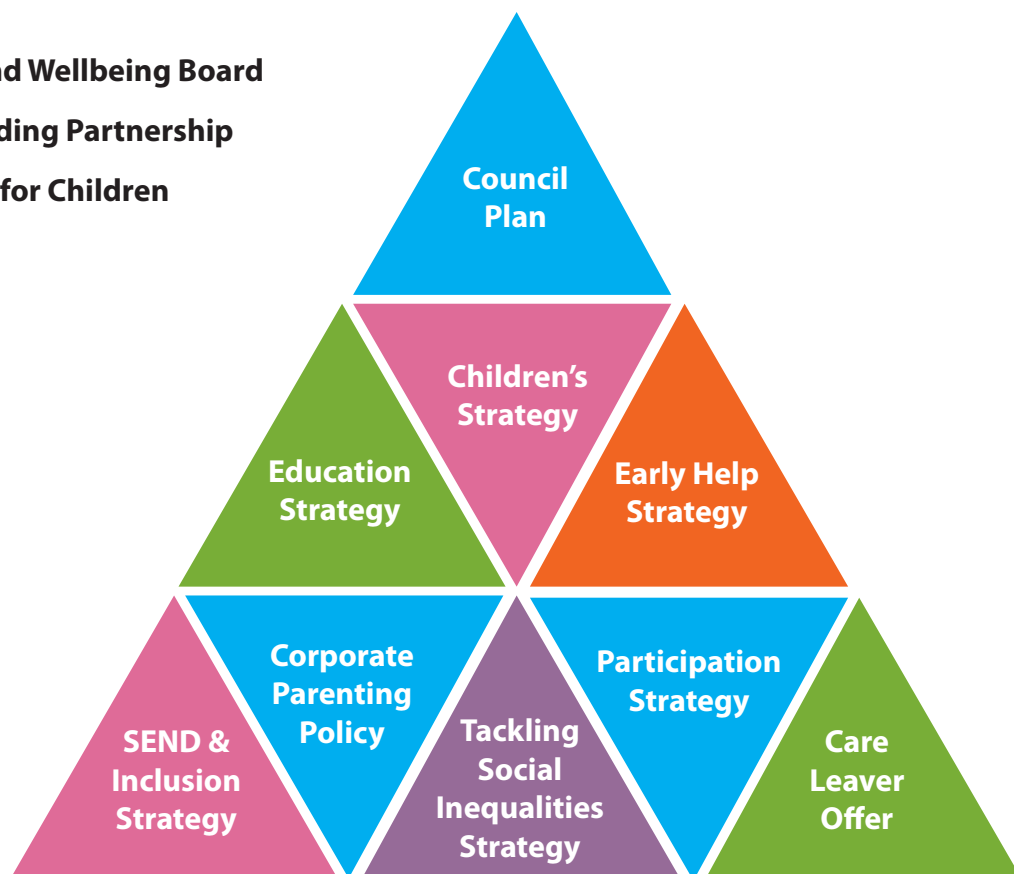 d Wellbeing Board
ding Partnership
for Children
Council
Plan
Children’s
Strategy
Education
Strategy
Early Help
Strategy
Corporate
Parenting
Policy
Participation
Strategy
SEND &
Inclusion
Strategy
Tackling
Social
Inequalities
Strategy
Care
Leaver
Offer